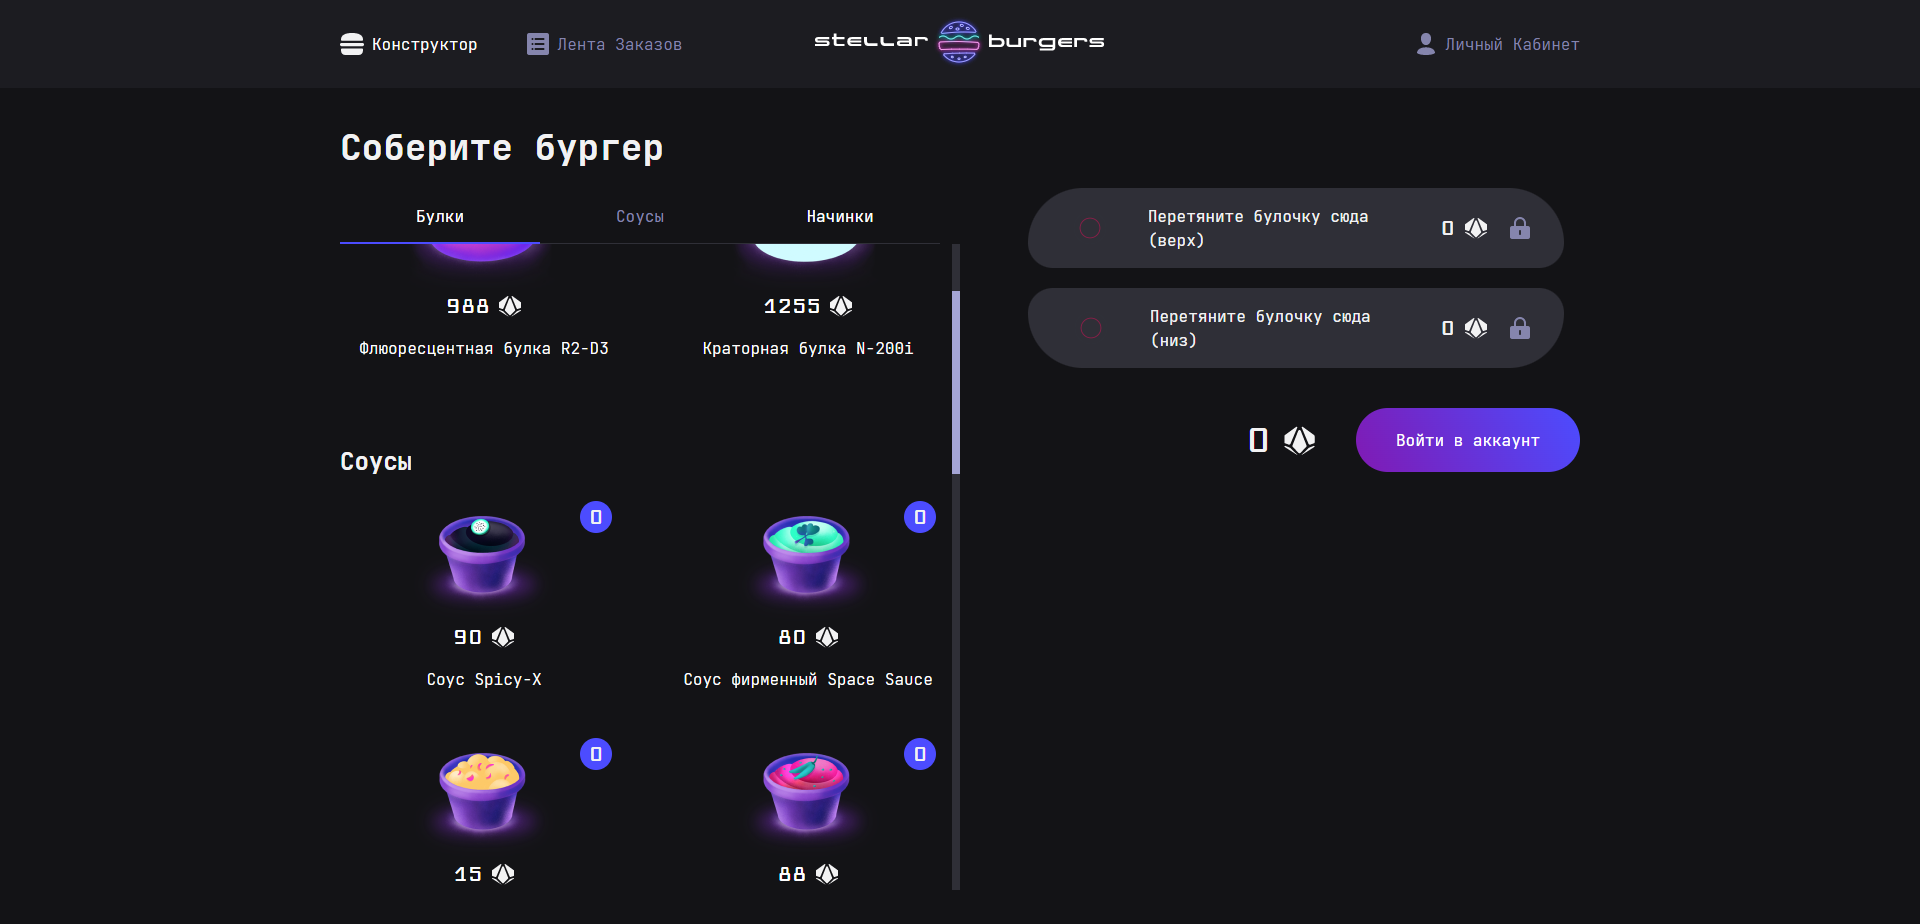 Конструктор
Лента Заказов
stellar burgers
Личный Кабинет
Соберите бургер
Булки
Соусы
Начинки
988
1255
Флюоресцентная булка R2-D3
Краторная булка N-200i
Соусы
0
0
90
80
Соус Spicy-X
Соус фирменный Space Sauce
0
0
15
88
Перетяните булочку сюда
(верх)
0
Перетяните булочку сюда
(низ)
0
0
Войти в аккаунт